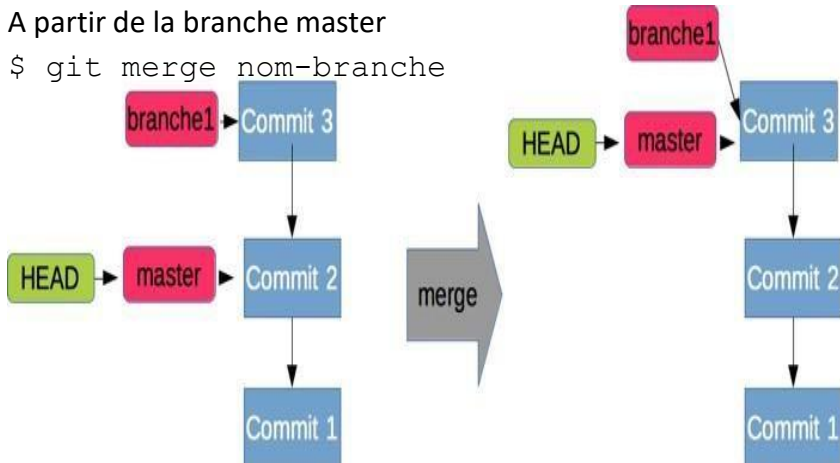 A partir de la branche master
$ git merge nom-branche
branche1
Commit 3
HEAD
master
Commit 2
Commit 1
merge
branche1
HEAD
master
Commit 3
Commit 2
Commit 1